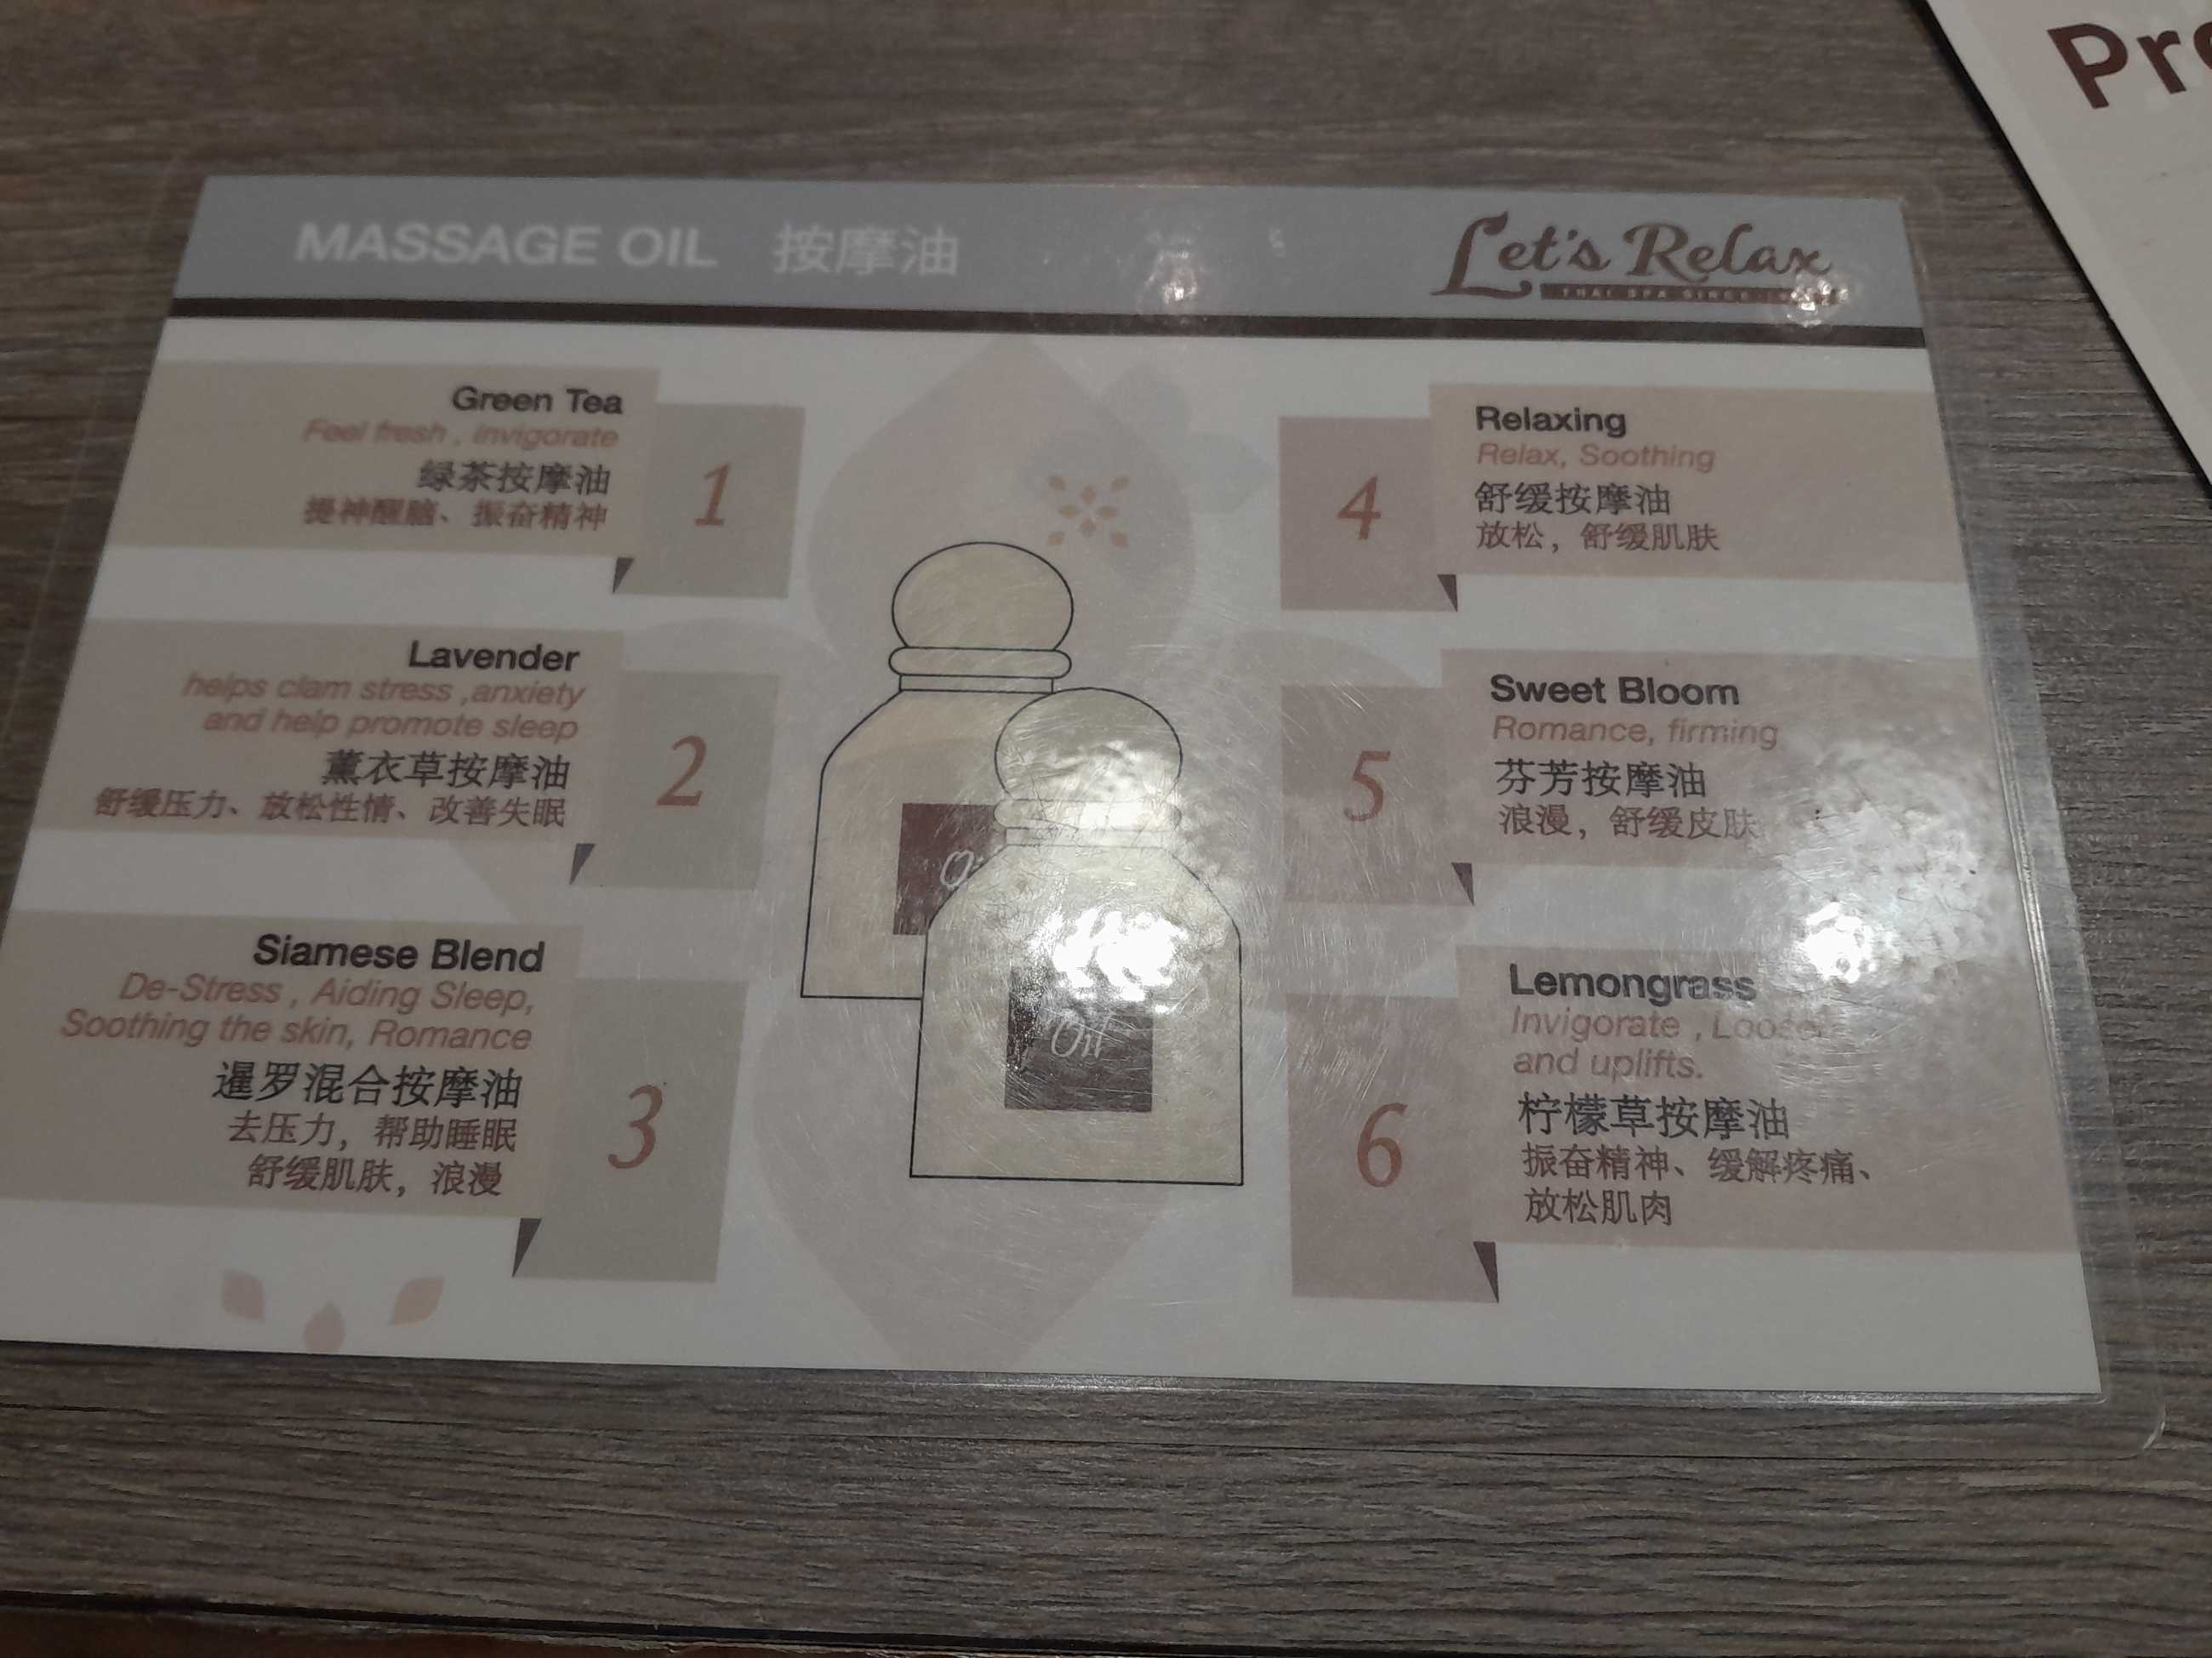 Pr
MASSAGE OIL 按摩油
Let's Relax
THAI SPA SINCE
Green Tea
Feel fresh , invigorate
绿茶按摩油
提神醒脑、振奋精神
1
Lavender
helps clam stress ,anxiety
and help promote sleep
薰衣草按摩油
舒缓压力、放松性情、改善失眠
2
Siamese Blend
De-Stress , Aiding Sleep,
Soothing the skin, Romance
暹罗混合按摩油
去压力，帮助睡眠
舒缓肌肤，浪漫
3
Oil
4
Relaxing
Relax, Soothing
舒缓按摩油
放松，舒缓肌肤
5
Sweet Bloom
Romance, firming
芬芳按摩油
浪漫，舒缓皮肤
6
Lemongrass
Invigorate ,
and uplifts.
柠檬草按摩油
振奋精神、缓解疼痛、
放松肌肉